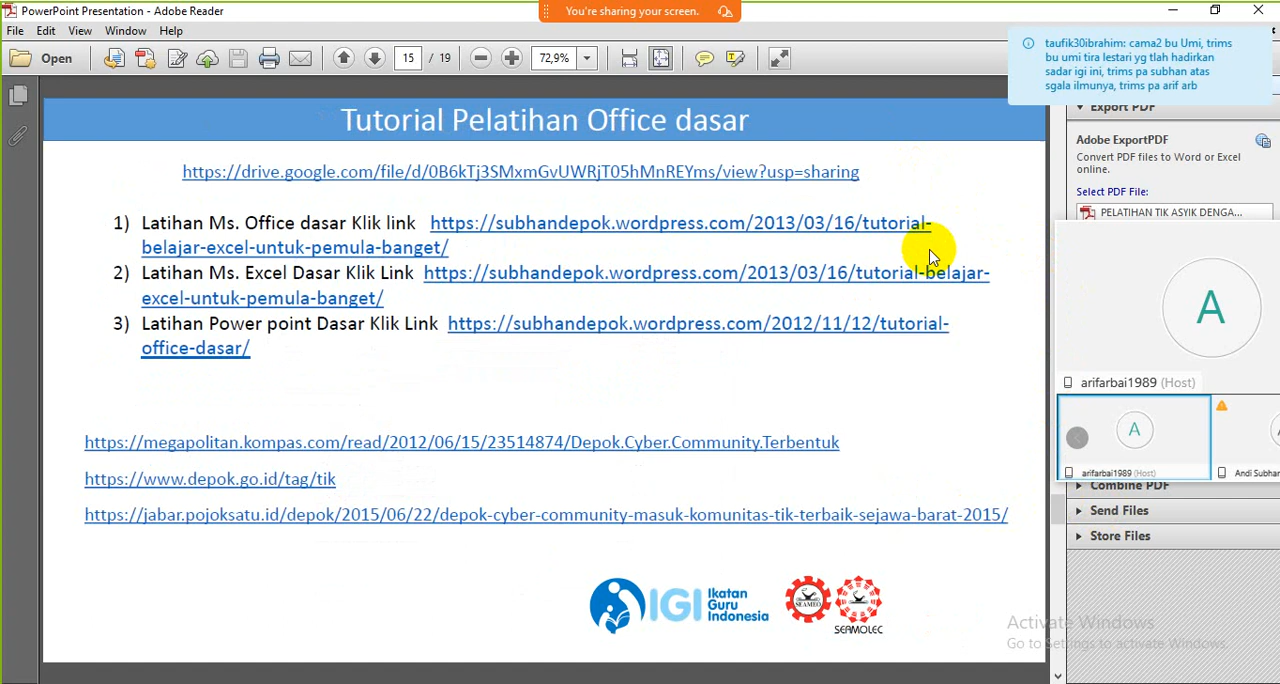 PowerPoint Presentation - Adobe Reader
You're sharing your screen.
File Edit View Window Help
Open 15 / 19 72,9%
taufik30ibrahim: cama2 bu Umi, trims
bu umi tira lestari yg tlah hadirkan
sadar igi ini, trims pa subhan atas
sgala ilmunya, trims pa arif arb
Export PDF
Adobe ExportPDF
Convert PDF files to Word or Excel
online.
Select PDF File:
PELATIHAN TIK ASYIK DENGA...
Tutorial Pelatihan Office dasar
https://drive.google.com/file/d/0B6kTj3SMxmGvUWRjT05hMnREYms/view?usp=sharing
1) Latihan Ms. Office dasar Klik link https://subhandepok.wordpress.com/2013/03/16/tutorial-
belajar-excel-untuk-pemula-banget/
2) Latihan Ms. Excel Dasar Klik Link https://subhandepok.wordpress.com/2013/03/16/tutorial-belajar-
excel-untuk-pemula-banget/
3) Latihan Power point Dasar Klik Link https://subhandepok.wordpress.com/2012/11/12/tutorial-
office-dasar/
https://megapolitan.kompas.com/read/2012/06/15/23514874/Depok.Cyber.Community.Terbentuk
https://www.depok.go.id/tag/tik
https://jabar.pojoksatu.id/depok/2015/06/22/depok-cyber-community-masuk-komunitas-tik-terbaik-sejawa-barat-2015/
IGI Ikatan
Guru
Indonesia
SEAMEO
SEAMOLEC
A
arifarbai1989 (Host)
A
arifarbai1989 (Host)
Andi Subhar
Combine PDF
Send Files
Store Files
Activate Windows
Go to Settings to activate Windows.